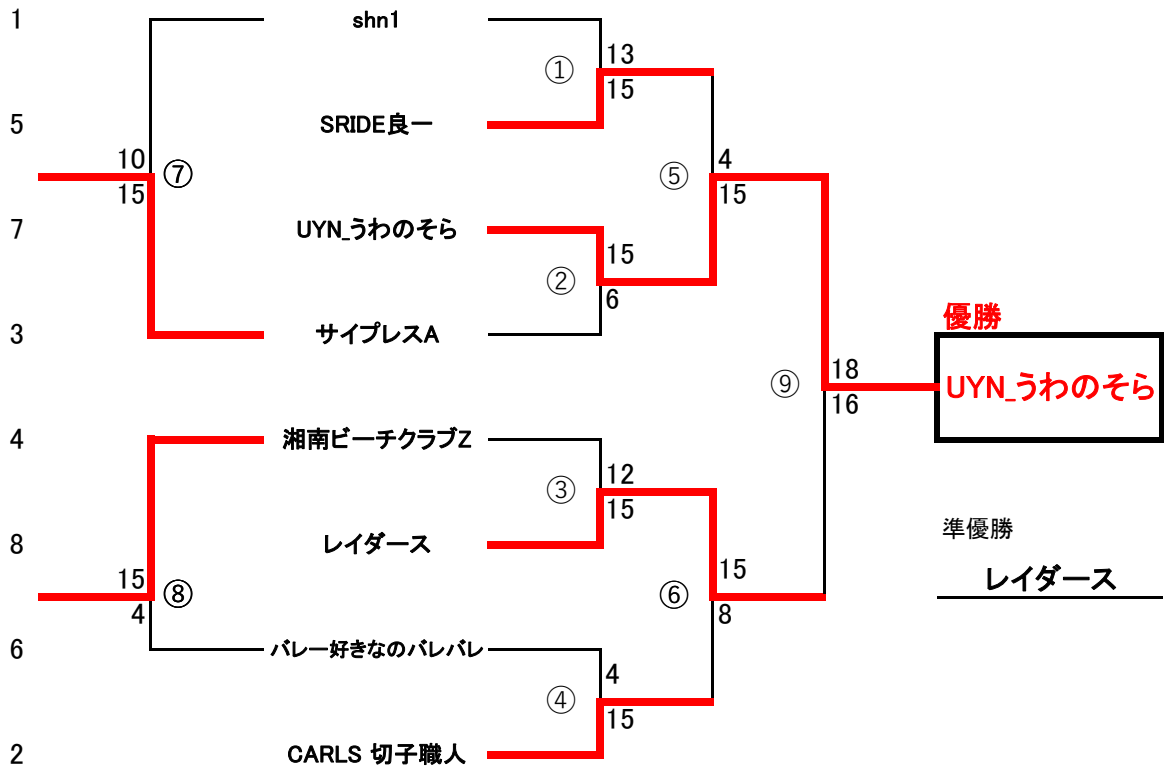 1 shn1
13
①
15
5 SRIDE良一
10 ⑦ ⑤ 4
15 15
7 UYN_うわのそら
15
②
6
3 サイプレスA
優勝
18
⑨ UYN_うわのそら
16
4 湘南ビーチクラブZ
12
③
15
準優勝
8 レイダース
15 ⑧ ⑥ 15
レイダース
4 8
6 バレー好きなのバレバレ
4
④
15
2 CARLS 切子職人